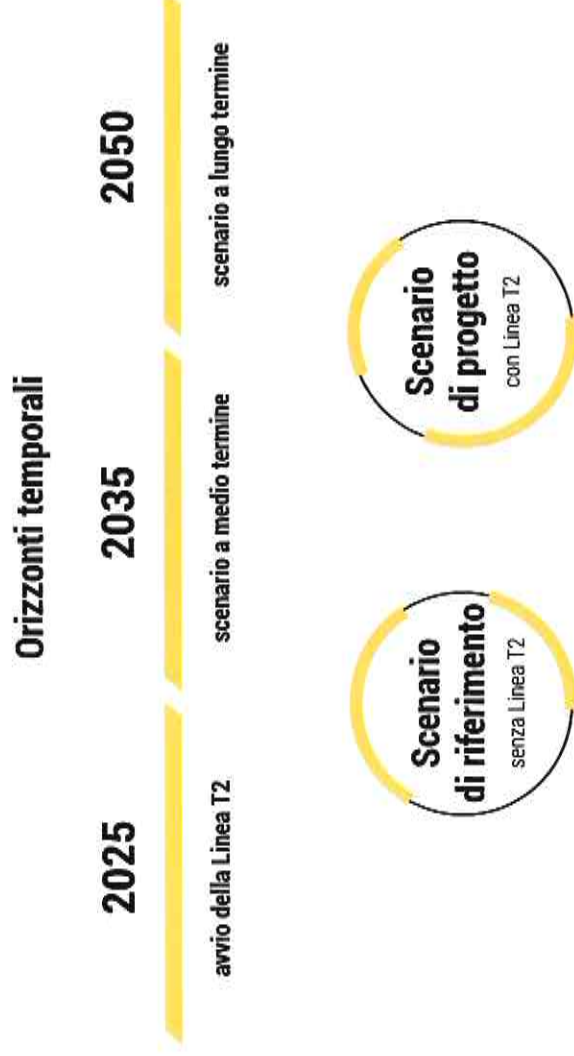 Orizzonti temporali
2025
2035
2050
avvio della Linea T2
scenario a medio termine
scenario a lungo termine
Scenario
di riferimento
senza Linea T2
Scenario
di progetto
con Linea T2